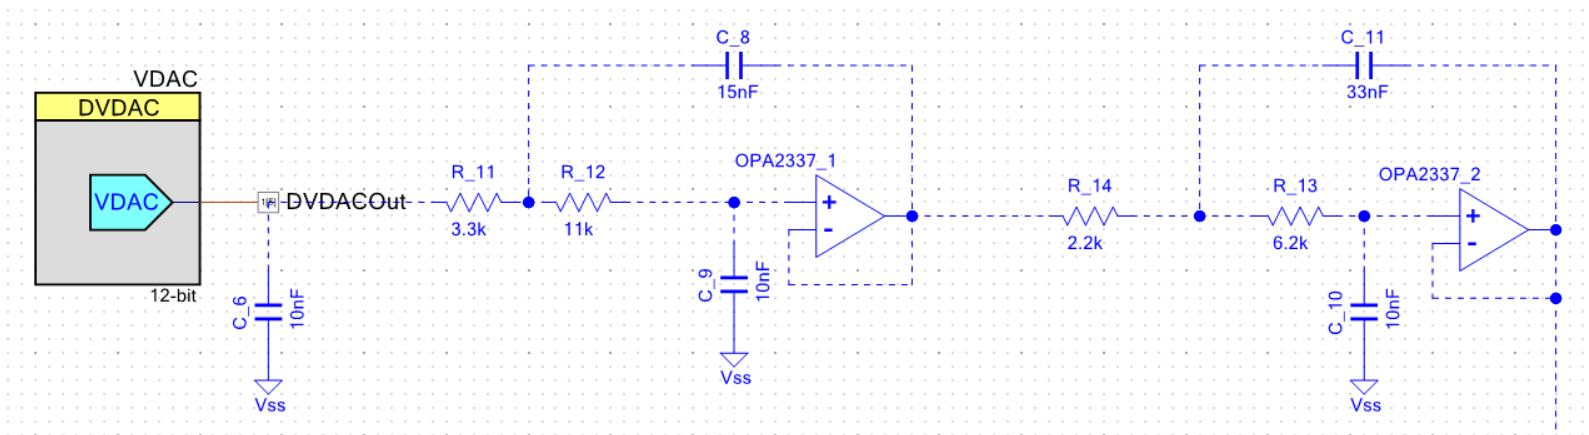 VDAC
DVDAC
VDAC
12-bit
DVDACOut
C_6
10nF
Vss
R_11
3.3k
R_12
11k
C_8
15nF
C_9
10nF
Vss
OPA2337_1
+
-
R_14
2.2k
R_13
6.2k
C_11
33nF
C_10
10nF
Vss
OPA2337_2
+
-